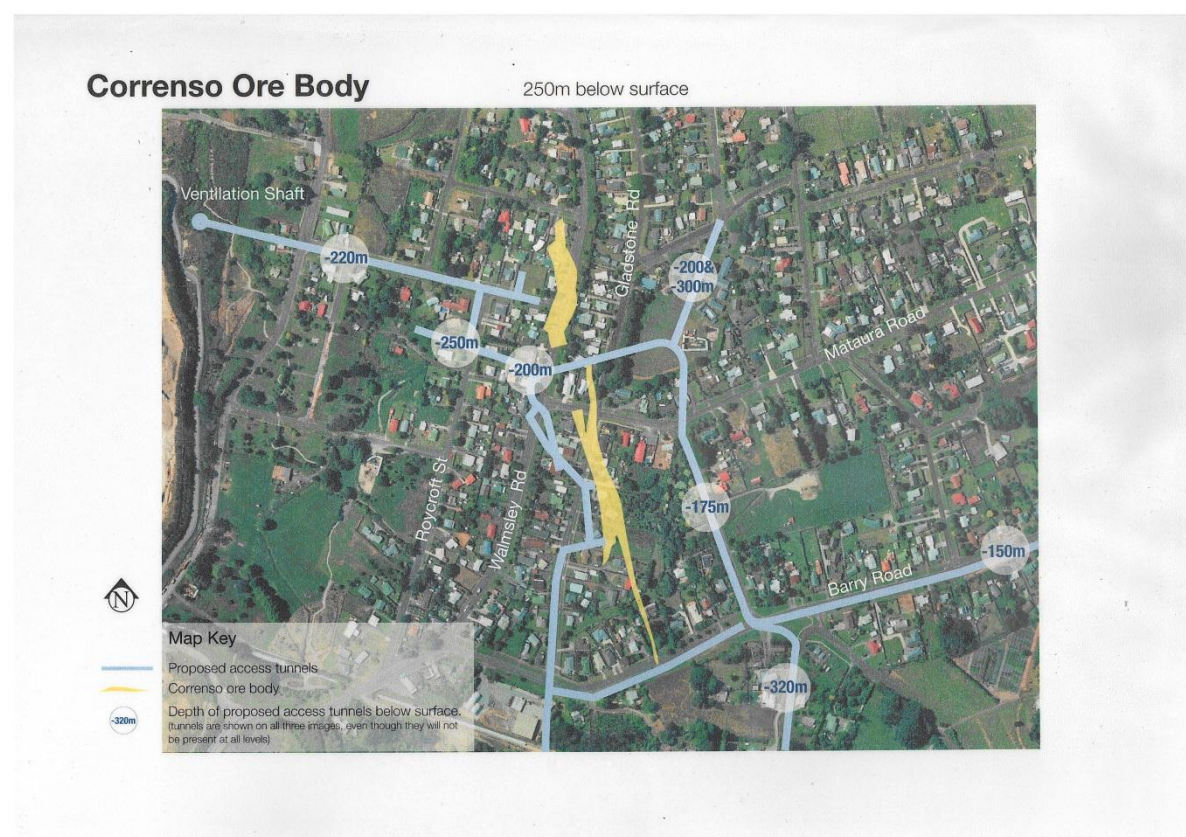 Correnso Ore Body
250m below surface
Ventilation Shaft
-220m
Gladstone Rd
-200&
-300m
-250m
-200m
Mataura Road
Roycroft St
Walmsley Rd
-175m
-150m
Barry Road
-320m
N
Map Key
Proposed access tunnels
Correnso ore body
Depth of proposed access tunnels below surface.
-320m
(tunnels are shown on all three images, even though they will not
be present at all levels)